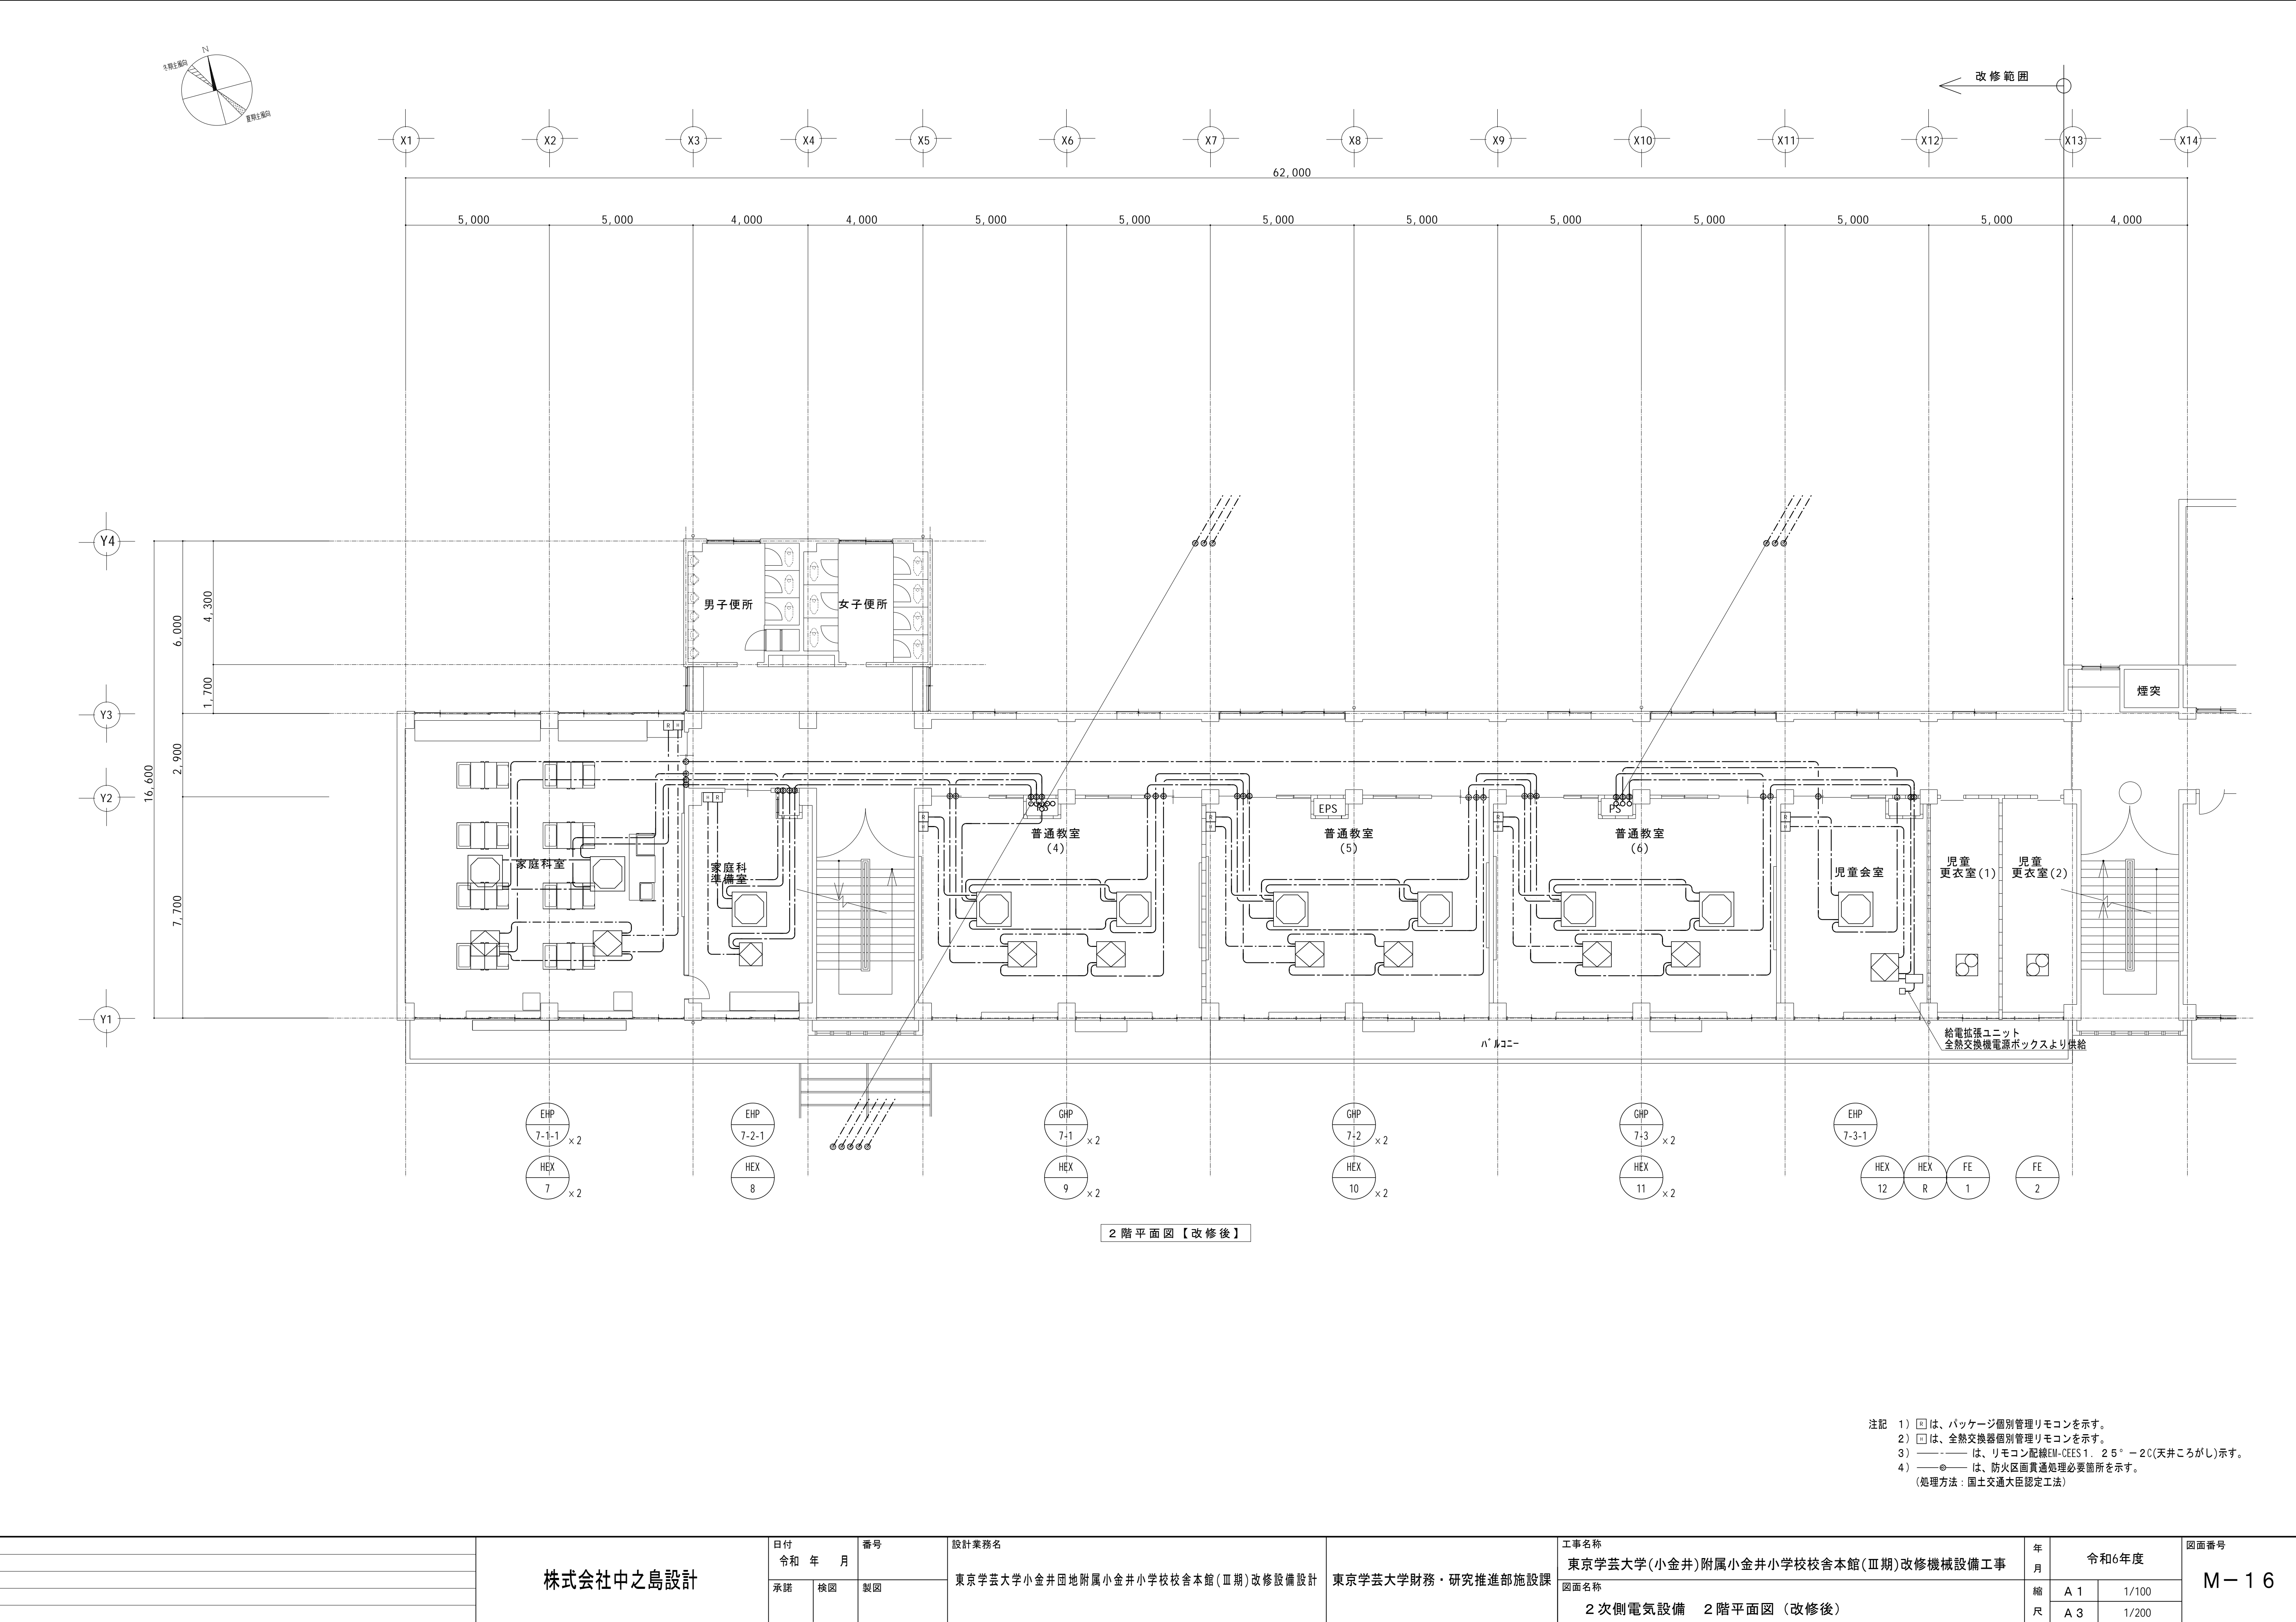 N
冬期主風向
夏期主風向
改修範囲
X1
X2
X3
X4
X5
X6
X7
X8
X9
X10
X11
X12
X13
X14
62,000
5,000
5,000
4,000
4,000
5,000
5,000
5,000
5,000
5,000
5,000
5,000
5,000
4,000
Y4
Y3
Y2
Y1
16,600
6,000
2,900
7,700
4,300
1,700
男子便所
女子便所
煙突
R H
H R
家庭科室
家庭科
準備室
PS
普通教室
(4)
EPS
普通教室
(5)
PS
普通教室
(6)
児童会室
児童
更衣室(1)
児童
更衣室(2)
給電拡張ユニット
全熱交換機電源ボックスより供給
バルコニー
EHP
7-1-1
×2
EHP
7-2-1
GHP
7-1
×2
GHP
7-2
×2
GHP
7-3
×2
EHP
7-3-1
HEX
7
×2
HEX
8
HEX
9
×2
HEX
10
×2
HEX
11
×2
HEX
12
HEX
R
FE
1
FE
2
2階平面図【改修後】
注記 1) R は、パッケージ個別管理リモコンを示す。
2) H は、全熱交換器個別管理リモコンを示す。
3) は、リモコン配線EM-CEES1.25°-2C(天井ころがし)示す。
4) は、防火区画貫通処理必要箇所を示す。
(処理方法:国土交通大臣認定工法)
株式会社中之島設計
日付
令和 年 月
番号
承諾
検図
製図
設計業務名
東京学芸大学小金井団地附属小金井小学校校舎本館(Ⅲ期)改修設備設計
東京学芸大学財務・研究推進部施設課
工事名称
東京学芸大学(小金井)附属小金井小学校校舎本館(Ⅲ期)改修機械設備工事
図面名称
2次側電気設備 2階平面図(改修後)
年
月
令和6年度
縮
尺
A1
1/100
A3
1/200
図面番号
M-16